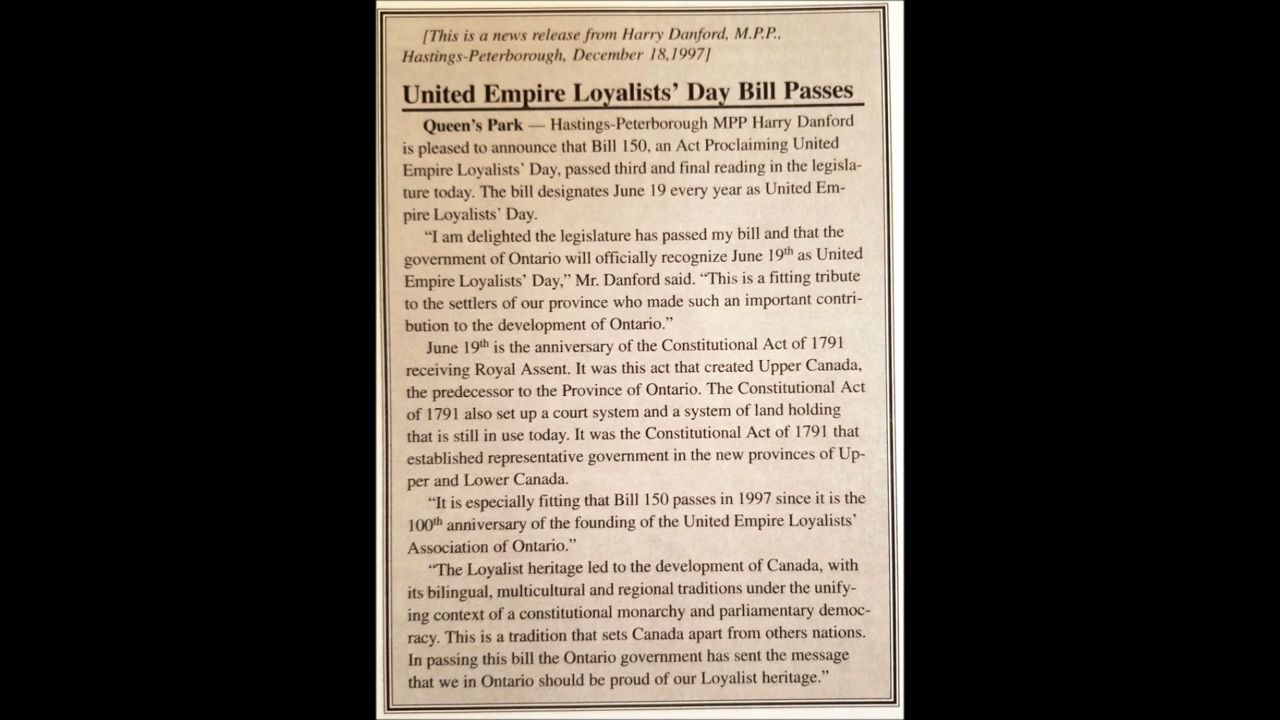 [This is a news release from Harry Danford, M.P.P.,
Hastings-Peterborough, December 18,1997]
United Empire Loyalists' Day Bill Passes
Queen's Park — Hastings-Peterborough MPP Harry Danford
is pleased to announce that Bill 150, an Act Proclaiming United
Empire Loyalists' Day, passed third and final reading in the legisla-
ture today. The bill designates June 19 every year as United Em-
pire Loyalists' Day.
“I am delighted the legislature has passed my bill and that the
government of Ontario will officially recognize June 19th as United
Empire Loyalists' Day,” Mr. Danford said. “This is a fitting tribute
to the settlers of our province who made such an important contri-
bution to the development of Ontario.”
June 19th is the anniversary of the Constitutional Act of 1791
receiving Royal Assent. It was this act that created Upper Canada,
the predecessor to the Province of Ontario. The Constitutional Act
of 1791 also set up a court system and a system of land holding
that is still in use today. It was the Constitutional Act of 1791 that
established representative government in the new provinces of Up-
per and Lower Canada.
“It is especially fitting that Bill 150 passes in 1997 since it is the
100th anniversary of the founding of the United Empire Loyalists'
Association of Ontario.”
“The Loyalist heritage led to the development of Canada, with
its bilingual, multicultural and regional traditions under the unify-
ing context of a constitutional monarchy and parliamentary democ-
racy. This is a tradition that sets Canada apart from others nations.
In passing this bill the Ontario government has sent the message
that we in Ontario should be proud of our Loyalist heritage.”